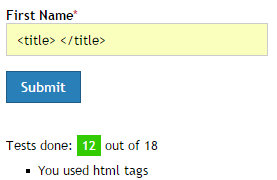 First Name*
<title> </title>
Submit
Tests done: 12 out of 18
You used html tags